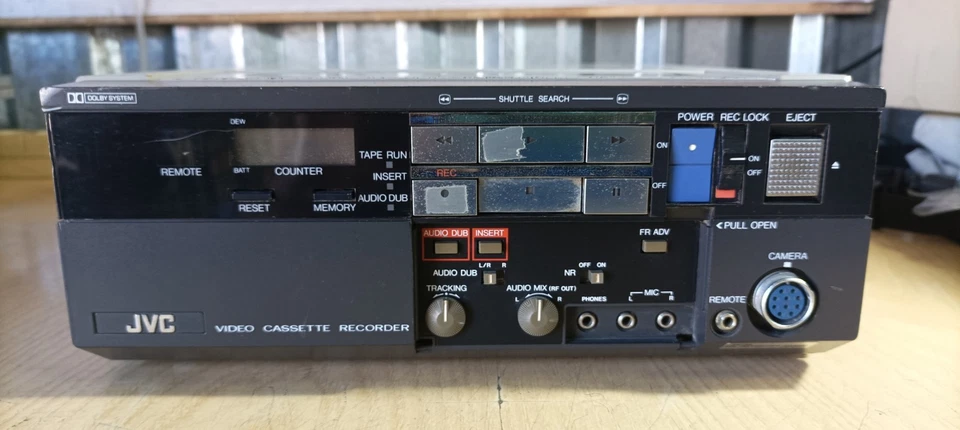 DOLBY SYSTEM
SHUTTLE SEARCH
DEW
REMOTE
BATT
COUNTER
RESET
MEMORY
TAPE RUN
INSERT
AUDIO DUB
REC
POWER
REC LOCK
EJECT
ON
OFF
ON
OFF
PULL OPEN
AUDIO DUB
INSERT
FR ADV
L/R R
AUDIO DUB
OFF ON
NR
TRACKING
AUDIO MIX (RF OUT)
L R
PHONES
MIC
L R
CAMERA
REMOTE
JVC
VIDEO CASSETTE RECORDER